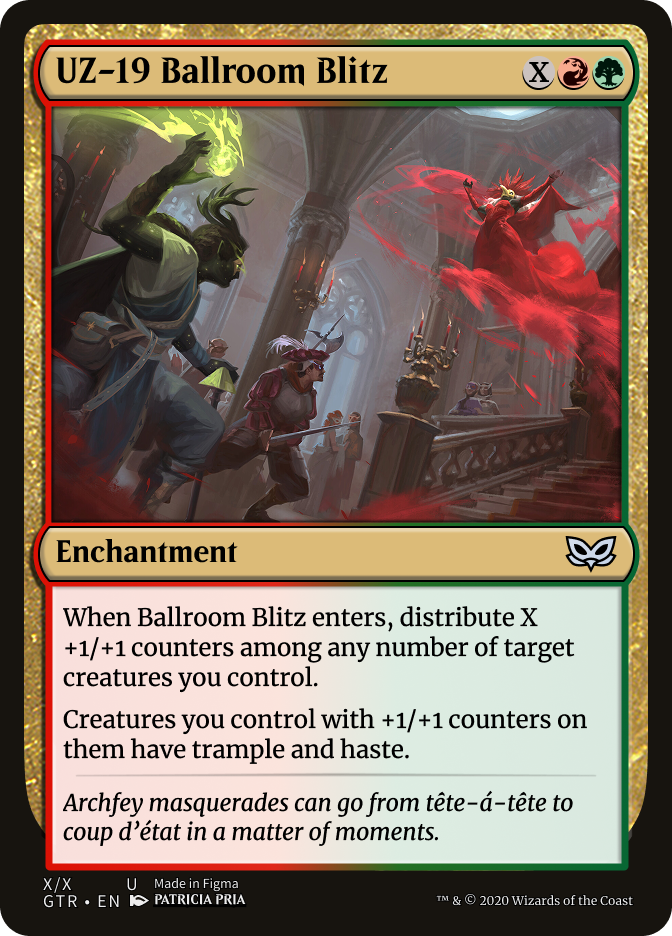 UZ-19 Ballroom Blitz X
Enchantment
When Ballroom Blitz enters, distribute X
+1/+1 counters among any number of target
creatures you control.
Creatures you control with +1/+1 counters on
them have trample and haste.
Archfey masquerades can go from tête-á-tête to
coup d’état in a matter of moments.
X/X U Made in Figma
GTR • EN PATRICIA PRIA ™ & © 2020 Wizards of the Coast